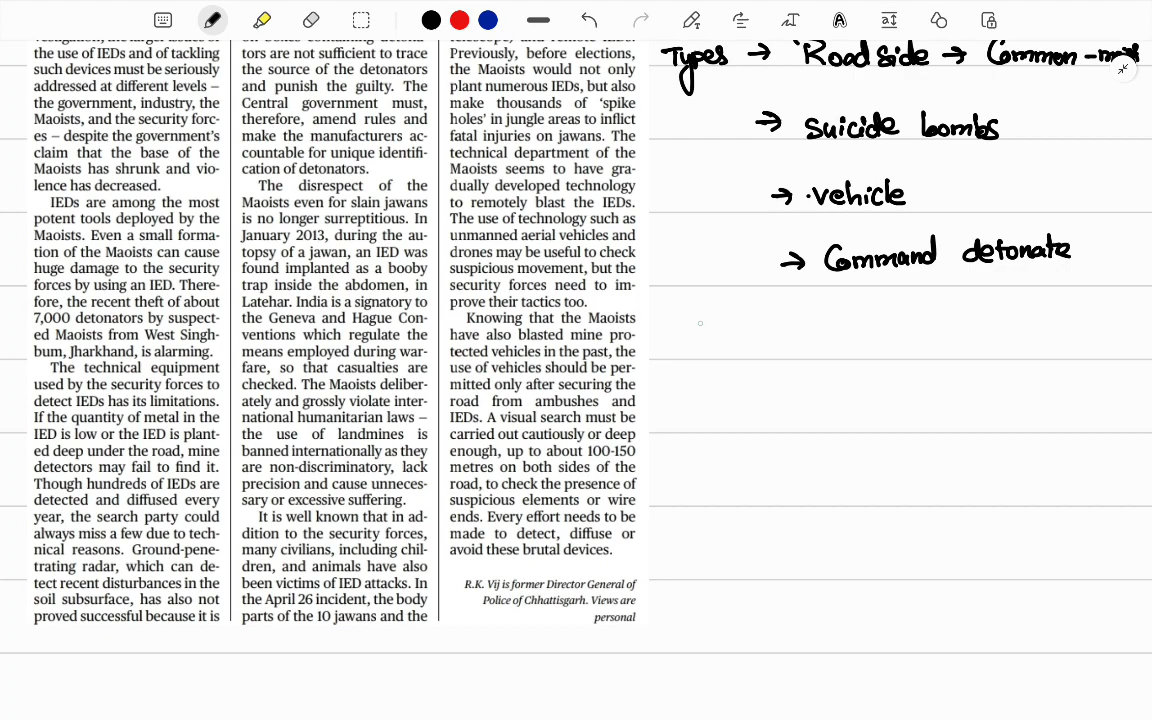 the use of IEDs and of tackling
such devices must be seriously
addressed at different levels –
the government, industry, the
Maoists, and the security forc-
es – despite the government's
claim that the base of the
Maoists has shrunk and vio-
lence has decreased.
IEDs are among the most
potent tools deployed by the
Maoists. Even a small forma-
tion of the Maoists can cause
huge damage to the security
forces by using an IED. There-
fore, the recent theft of about
7,000 detonators by suspect-
ed Maoists from West Singh-
bum, Jharkhand, is alarming.
The technical equipment
used by the security forces to
detect IEDs has its limitations.
If the quantity of metal in the
IED is low or the IED is plant-
ed deep under the road, mine
detectors may fail to find it.
Though hundreds of IEDs are
detected and diffused every
year, the search party could
always miss a few due to tech-
nical reasons. Ground-pene-
trating radar, which can de-
tect recent disturbances in the
soil subsurface, has also not
proved successful because it is
tors are not sufficient to trace
the source of the detonators
and punish the guilty. The
Central government must,
therefore, amend rules and
make the manufacturers ac-
countable for unique identifi-
cation of detonators.
The disrespect of the
Maoists even for slain jawans
is no longer surreptitious. In
January 2013, during the au-
topsy of a jawan, an IED was
found implanted as a booby
trap inside the abdomen, in
Latehar. India is a signatory to
the Geneva and Hague Con-
ventions which regulate the
means employed during war-
fare, so that casualties are
checked. The Maoists deliber-
ately and grossly violate inter-
national humanitarian laws –
the use of landmines is
banned internationally as they
are non-discriminatory, lack
precision and cause unneces-
sary or excessive suffering.
It is well known that in ad-
dition to the security forces,
many civilians, including chil-
dren, and animals have also
been victims of IED attacks. In
the April 26 incident, the body
parts of the 10 jawans and the
Previously, before elections,
the Maoists would not only
plant numerous IEDs, but also
make thousands of 'spike
holes' in jungle areas to inflict
fatal injuries on jawans. The
technical department of the
Maoists seems to have gra-
dually developed technology
to remotely blast the IEDs.
The use of technology such as
unmanned aerial vehicles and
drones may be useful to check
suspicious movement, but the
security forces need to im-
prove their tactics too.
Knowing that the Maoists
have also blasted mine pro-
tected vehicles in the past, the
use of vehicles should be per-
mitted only after securing the
road from ambushes and
IEDs. A visual search must be
carried out cautiously or deep
enough, up to about 100-150
metres on both sides of the
road, to check the presence of
suspicious elements or wire
ends. Every effort needs to be
made to detect, diffuse or
avoid these brutal devices.
R.K. Vij is former Director General of
Police of Chhattisgarh. Views are
personal
Types → Road side → Common -
→ suicide bombs
→ vehicle
→ Command detonate